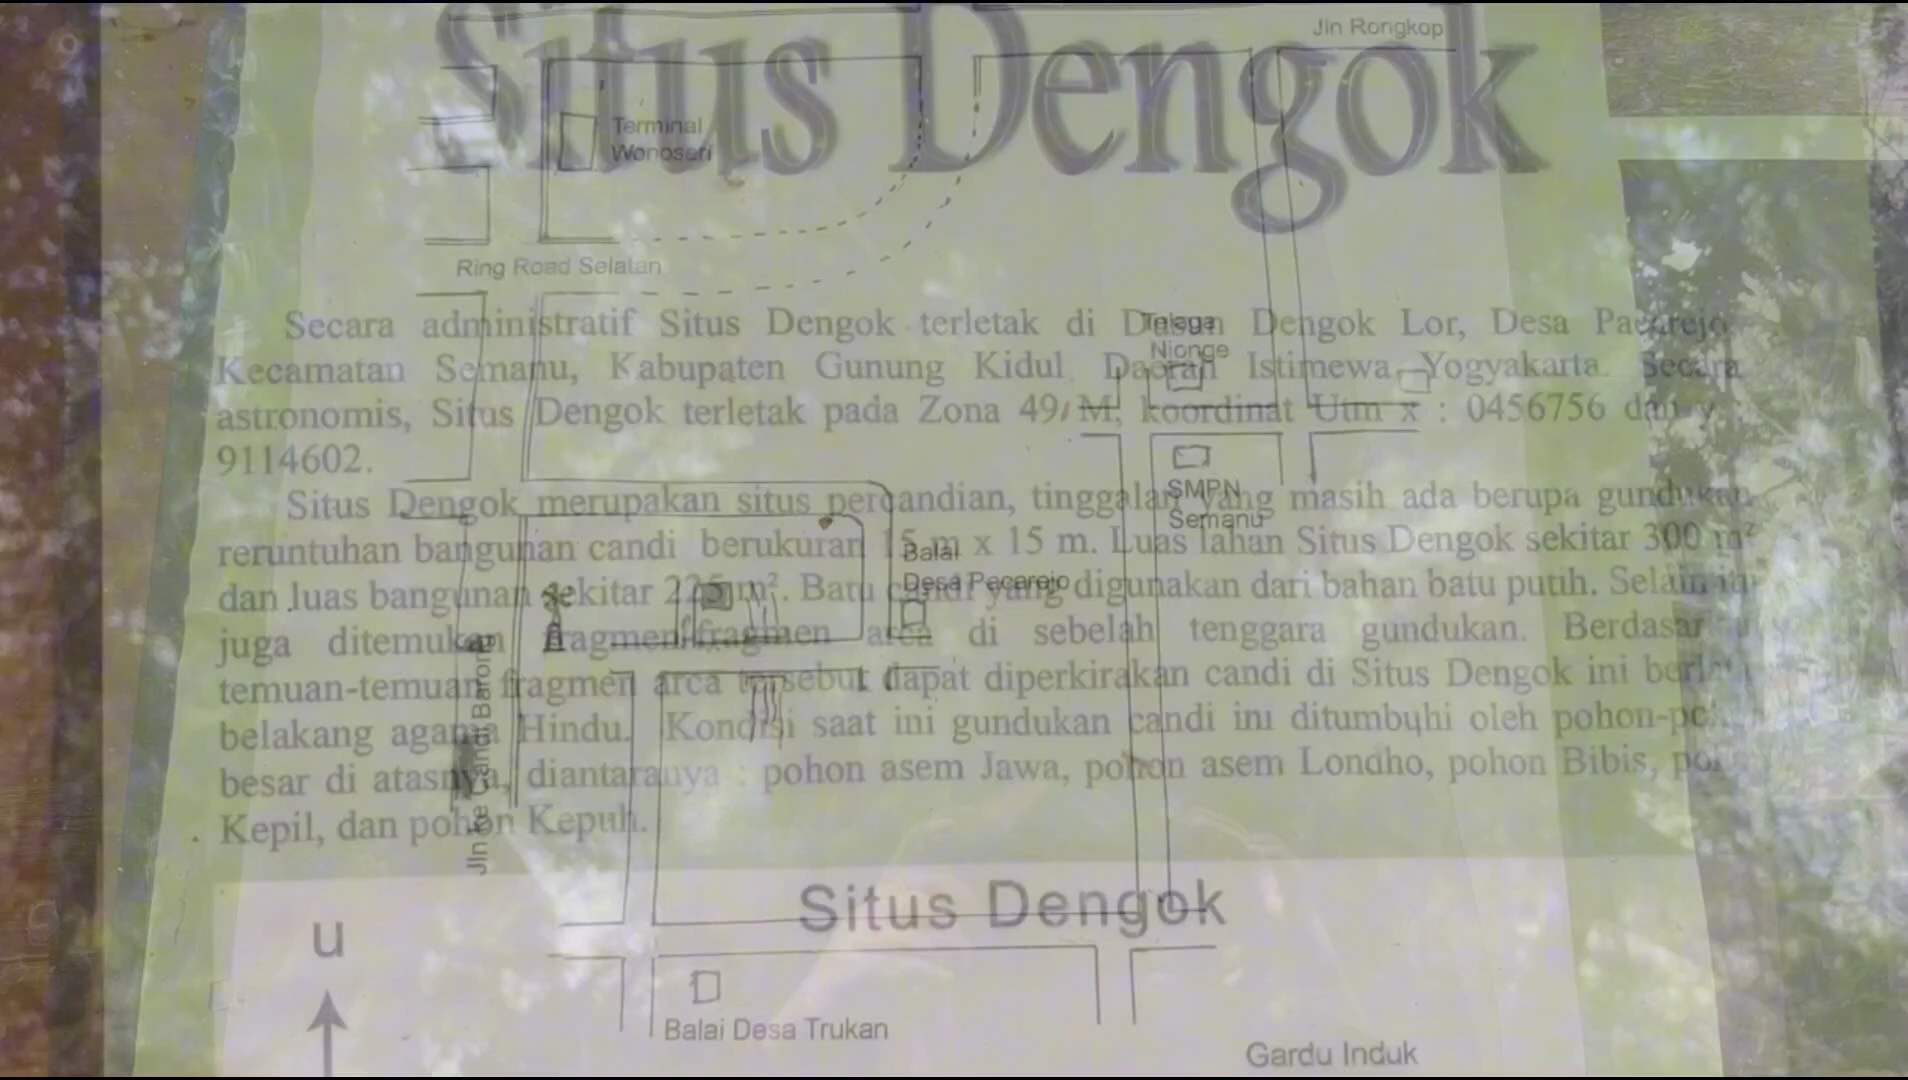 Situs Dengok
Jln Rongkop
Terminal
Wonosari
Ring Road Selatan
Secara administratif Situs Dengok terletak di Dengok Lor, Desa Pacarejo
Kecamatan Semanu, Kabupaten Gunung Kidul Daerah Istimewa Yogyakarta. Secara
astronomis, Situs Dengok terletak pada Zona 49 M, koordinat Utm x : 0456756 dan y
9114602.
Telaga
Njonge
Situs Dengok merupakan situs percandian, tinggalan yang masih ada berupa gundukan
reruntuhan bangunan candi berukuran 15 m x 15 m. Luas lahan Situs Dengok sekitar 300 m²
dan luas bangunan sekitar 225 m². Batu candi yang digunakan dari bahan batu putih. Selain
juga ditemukan fragmen-fragmen arca di sebelah tenggara gundukan.
temuan-temuan fragmen arca tersebut dapat diperkirakan candi di Situs Dengok ini
belakang agama Hindu. Kondisi saat ini gundukan candi ini ditumbuhi oleh
besar di atasnya, diantaranya : pohon asem Jawa, pohon asem Londho, pohon Bibis,
Kepil, dan pohon Kepuh.
SMPN
Semanu
Balai
Desa Pacarejo
Jln ke Candi Barong
Situs Dengok
U
Balai Desa Trukan
Gardu Induk